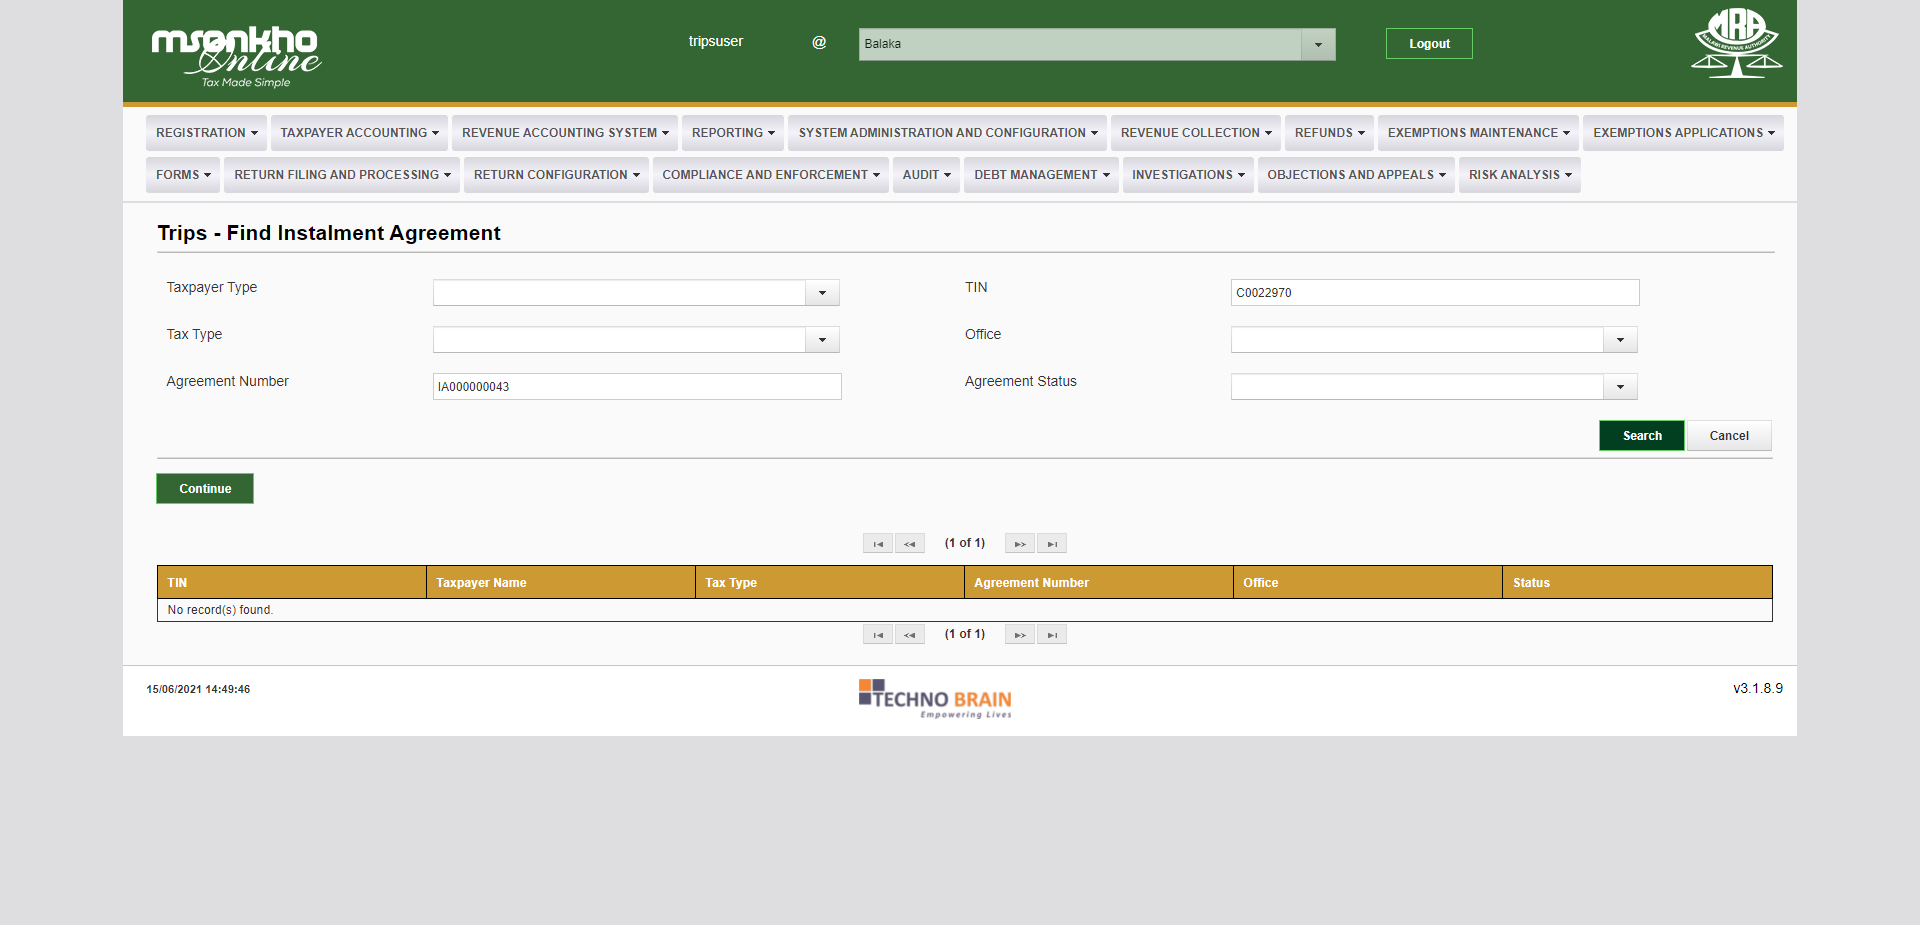 msonkho
Online
Tax Made Simple
tripsuser @ Balaka Logout
MRA
MALAWI REVENUE AUTHORITY
REGISTRATION TAXPAYER ACCOUNTING REVENUE ACCOUNTING SYSTEM REPORTING SYSTEM ADMINISTRATION AND CONFIGURATION REVENUE COLLECTION REFUNDS EXEMPTIONS MAINTENANCE EXEMPTIONS APPLICATIONS
FORMS RETURN FILING AND PROCESSING RETURN CONFIGURATION COMPLIANCE AND ENFORCEMENT AUDIT DEBT MANAGEMENT INVESTIGATIONS OBJECTIONS AND APPEALS RISK ANALYSIS
Trips - Find Instalment Agreement
Taxpayer Type TIN C0022970
Tax Type Office
Agreement Number IA000000043 Agreement Status
Search Cancel
Continue
(1 of 1)
TIN Taxpayer Name Tax Type Agreement Number Office Status
No record(s) found.
(1 of 1)
15/06/2021 14:49:46 TECHNO BRAIN v3.1.8.9
Empowering Lives